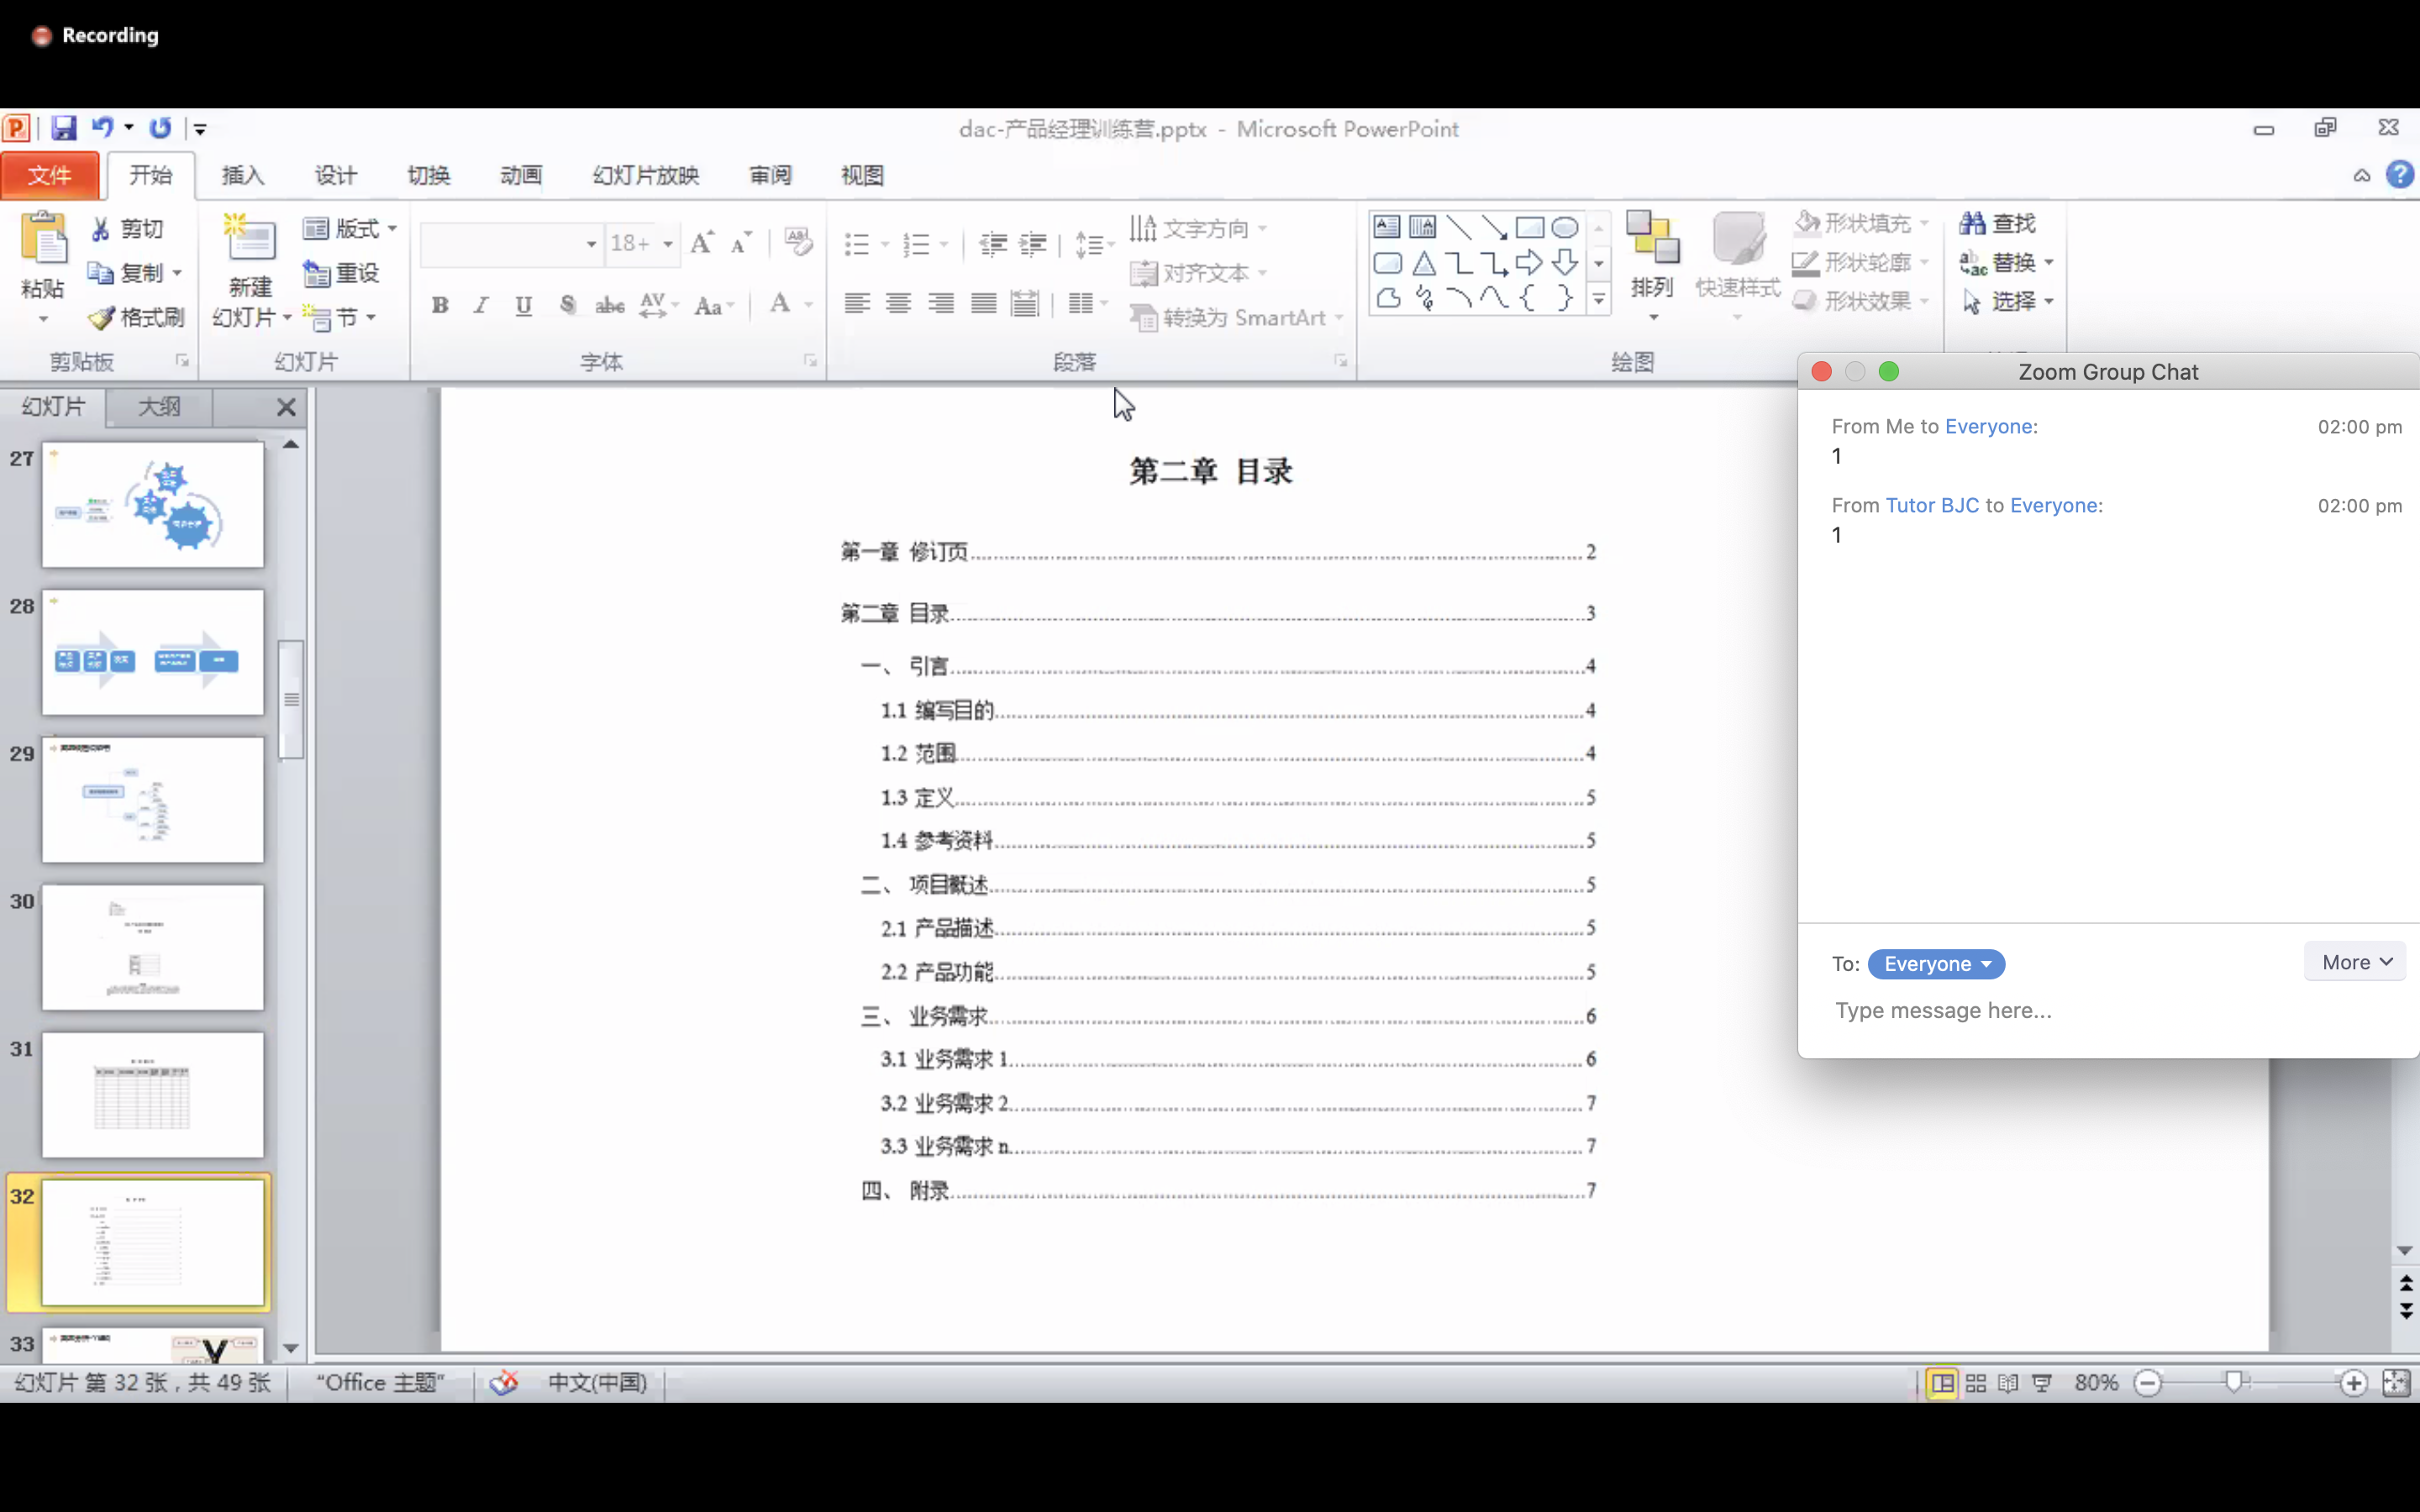 Recording
dac-产品经理训练营.pptx - Microsoft PowerPoint
文件 开始 插入 设计 切换 动画 幻灯片放映 审阅 视图
粘贴 剪切 复制 格式刷
剪贴板
新建 幻灯片 版式 重设 节
幻灯片
18+
字体
文字方向
对齐文本
转换为 SmartArt
段落
排列 快速样式
形状填充
形状轮廓
形状效果
绘图
查找
替换
选择
幻灯片 大纲
27
28
29
30
31
32
33
第二章 目录
第一章 修订页 2
第二章 目录 3
一、 引言 4
1.1 编写目的 4
1.2 范围 4
1.3 定义 5
1.4 参考资料 5
二、 项目概述 5
2.1 产品描述 5
2.2 产品功能 5
三、 业务需求 6
3.1 业务需求 1 6
3.2 业务需求 2 7
3.3 业务需求 n 7
四、 附录 7
Zoom Group Chat
From Me to Everyone: 02:00 pm
1
From Tutor BJC to Everyone: 02:00 pm
1
To: Everyone More
Type message here...
幻灯片 第 32 张，共 49 张 “Office 主题” 中文(中国) 80%